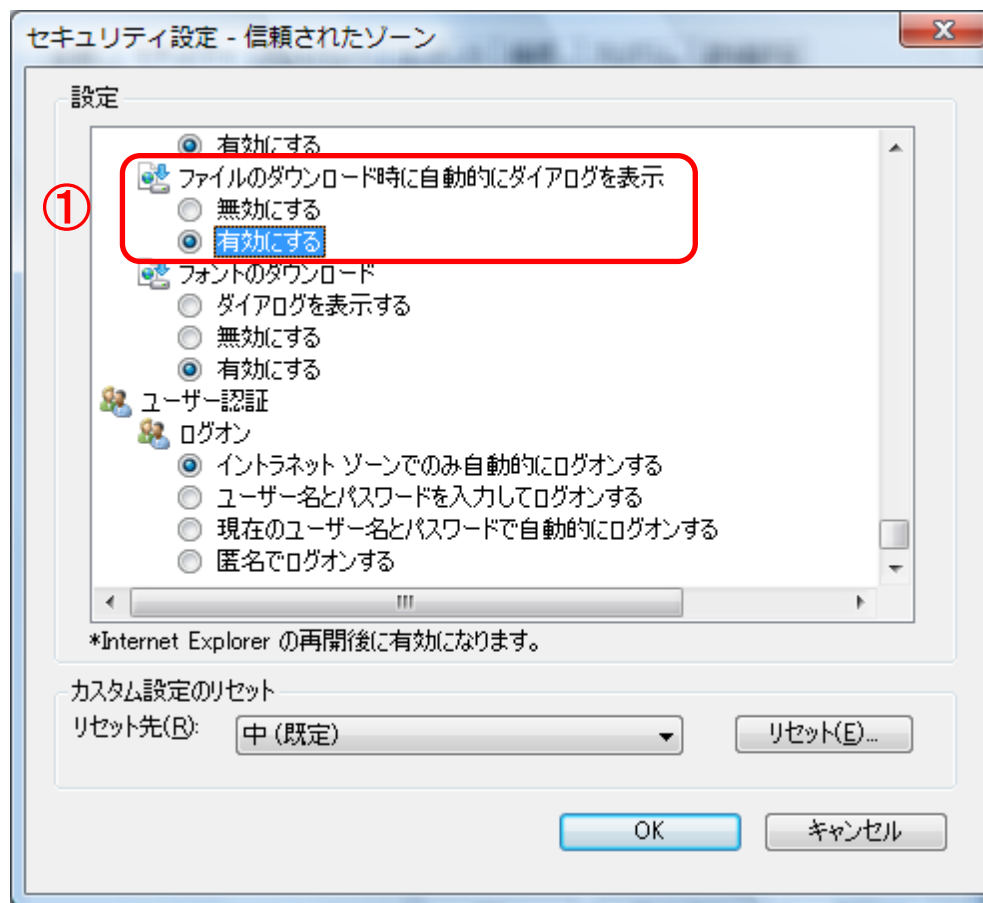 セキュリティ設定 - 信頼されたゾーン
設定
有効にする
ファイルのダウンロード時に自動的にダイアログを表示
①
無効にする
有効にする
フォントのダウンロード
ダイアログを表示する
無効にする
有効にする
ユーザー認証
ログオン
イントラネット ゾーンでのみ自動的にログオンする
ユーザー名とパスワードを入力してログオンする
現在のユーザー名とパスワードで自動的にログオンする
匿名でログオンする
*Internet Explorer の再開後に有効になります。
カスタム設定のリセット
リセット先(R):
中 (既定)
リセット(E)...
OK
キャンセル